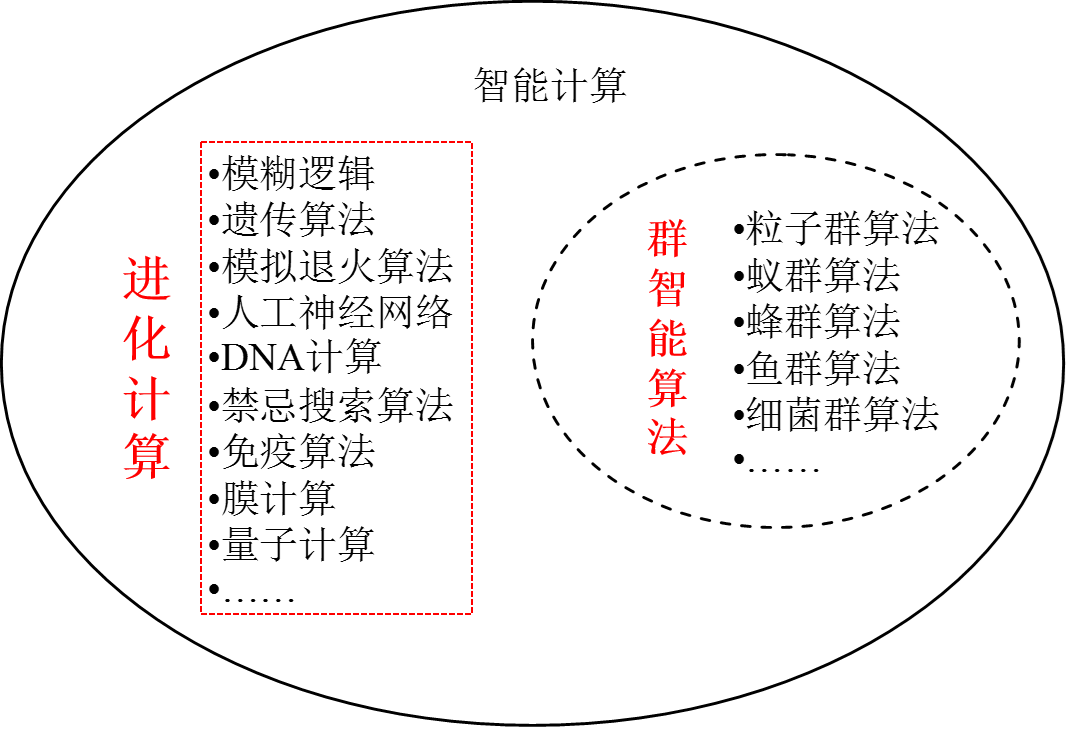 智能计算
进化计算
•模糊逻辑
•遗传算法
•模拟退火算法
•人工神经网络
•DNA计算
•禁忌搜索算法
•免疫算法
•膜计算
•量子计算
•……
群智能算法
•粒子群算法
•蚁群算法
•蜂群算法
•鱼群算法
•细菌群算法
•……